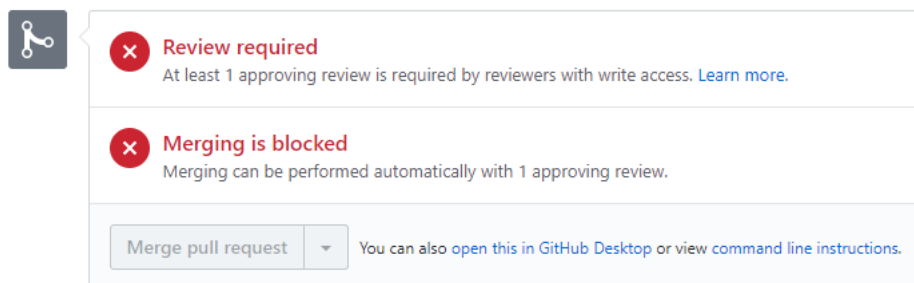 Review required
At least 1 approving review is required by reviewers with write access. Learn more.
Merging is blocked
Merging can be performed automatically with 1 approving review.
Merge pull request You can also open this in GitHub Desktop or view command line instructions.